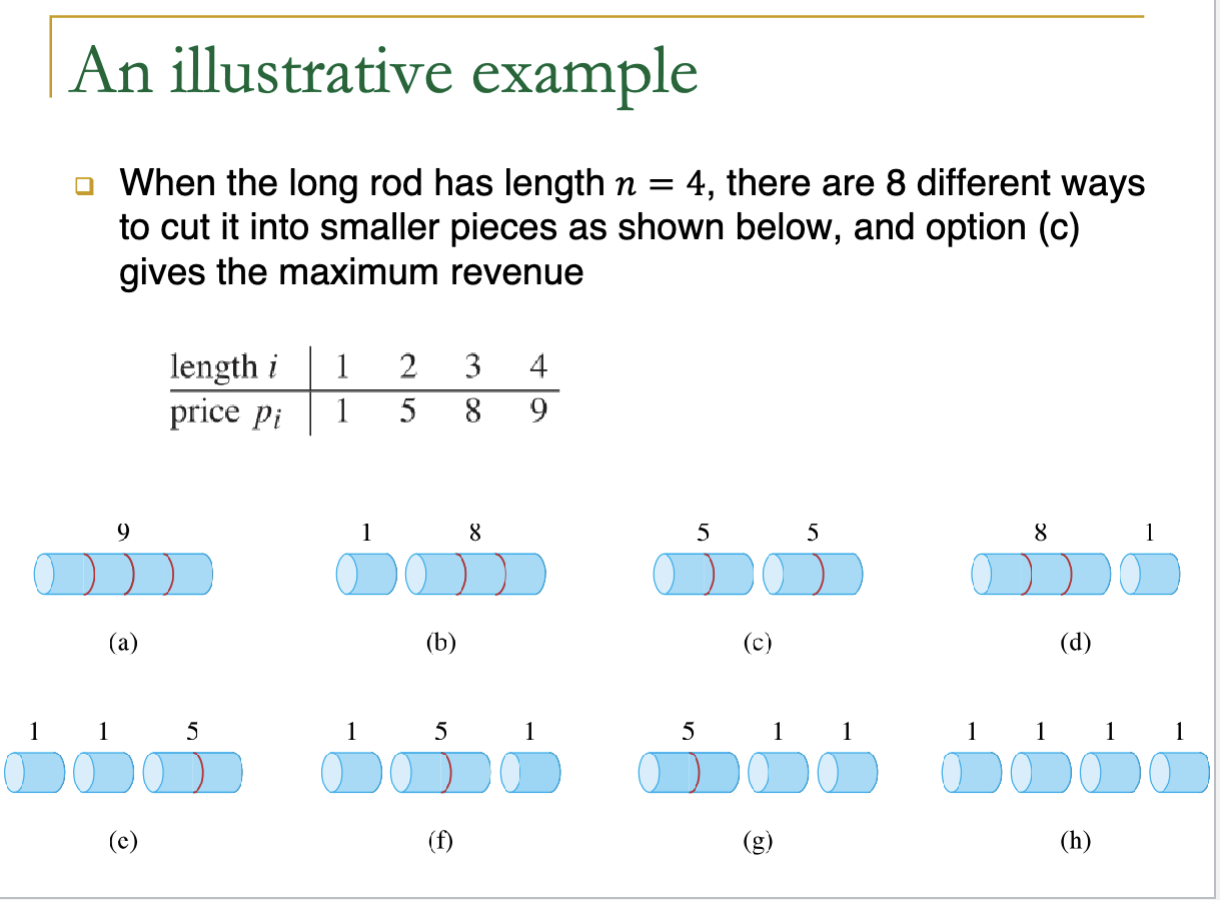 An illustrative example
When the long rod has length n = 4, there are 8 different ways
to cut it into smaller pieces as shown below, and option (c)
gives the maximum revenue
length i 1 2 3 4
price pi 1 5 8 9
9 1 8 5 5 8 1
(a) (b) (c) (d)
1 1 5 1 5 1 5 1 1 1 1 1 1
(e) (f) (g) (h)